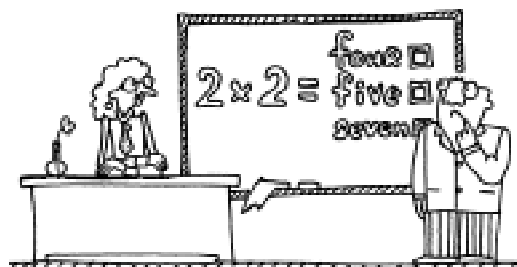 four
2 × 2 = five
seven